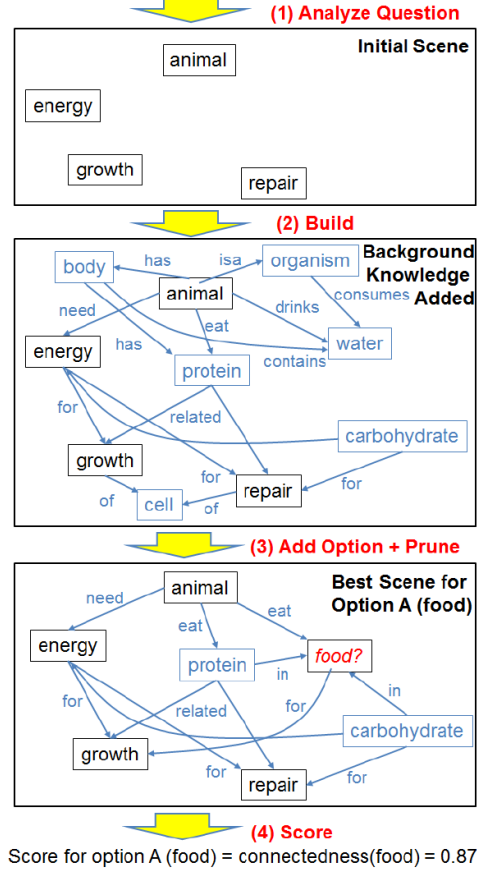 (1) Analyze Question
Initial Scene
animal
energy
growth
repair
(2) Build
Background
Knowledge
Added
body
has
isa
organism
animal
consumes
need
drinks
energy
has
eat
water
contains
protein
for
related
carbohydrate
growth
for
repair
for
of
cell
of
(3) Add Option + Prune
Best Scene for
Option A (food)
animal
need
eat
eat
energy
food?
protein
in
in
for
related
for
carbohydrate
growth
for
repair
for
(4) Score
Score for option A (food) = connectedness(food) = 0.87